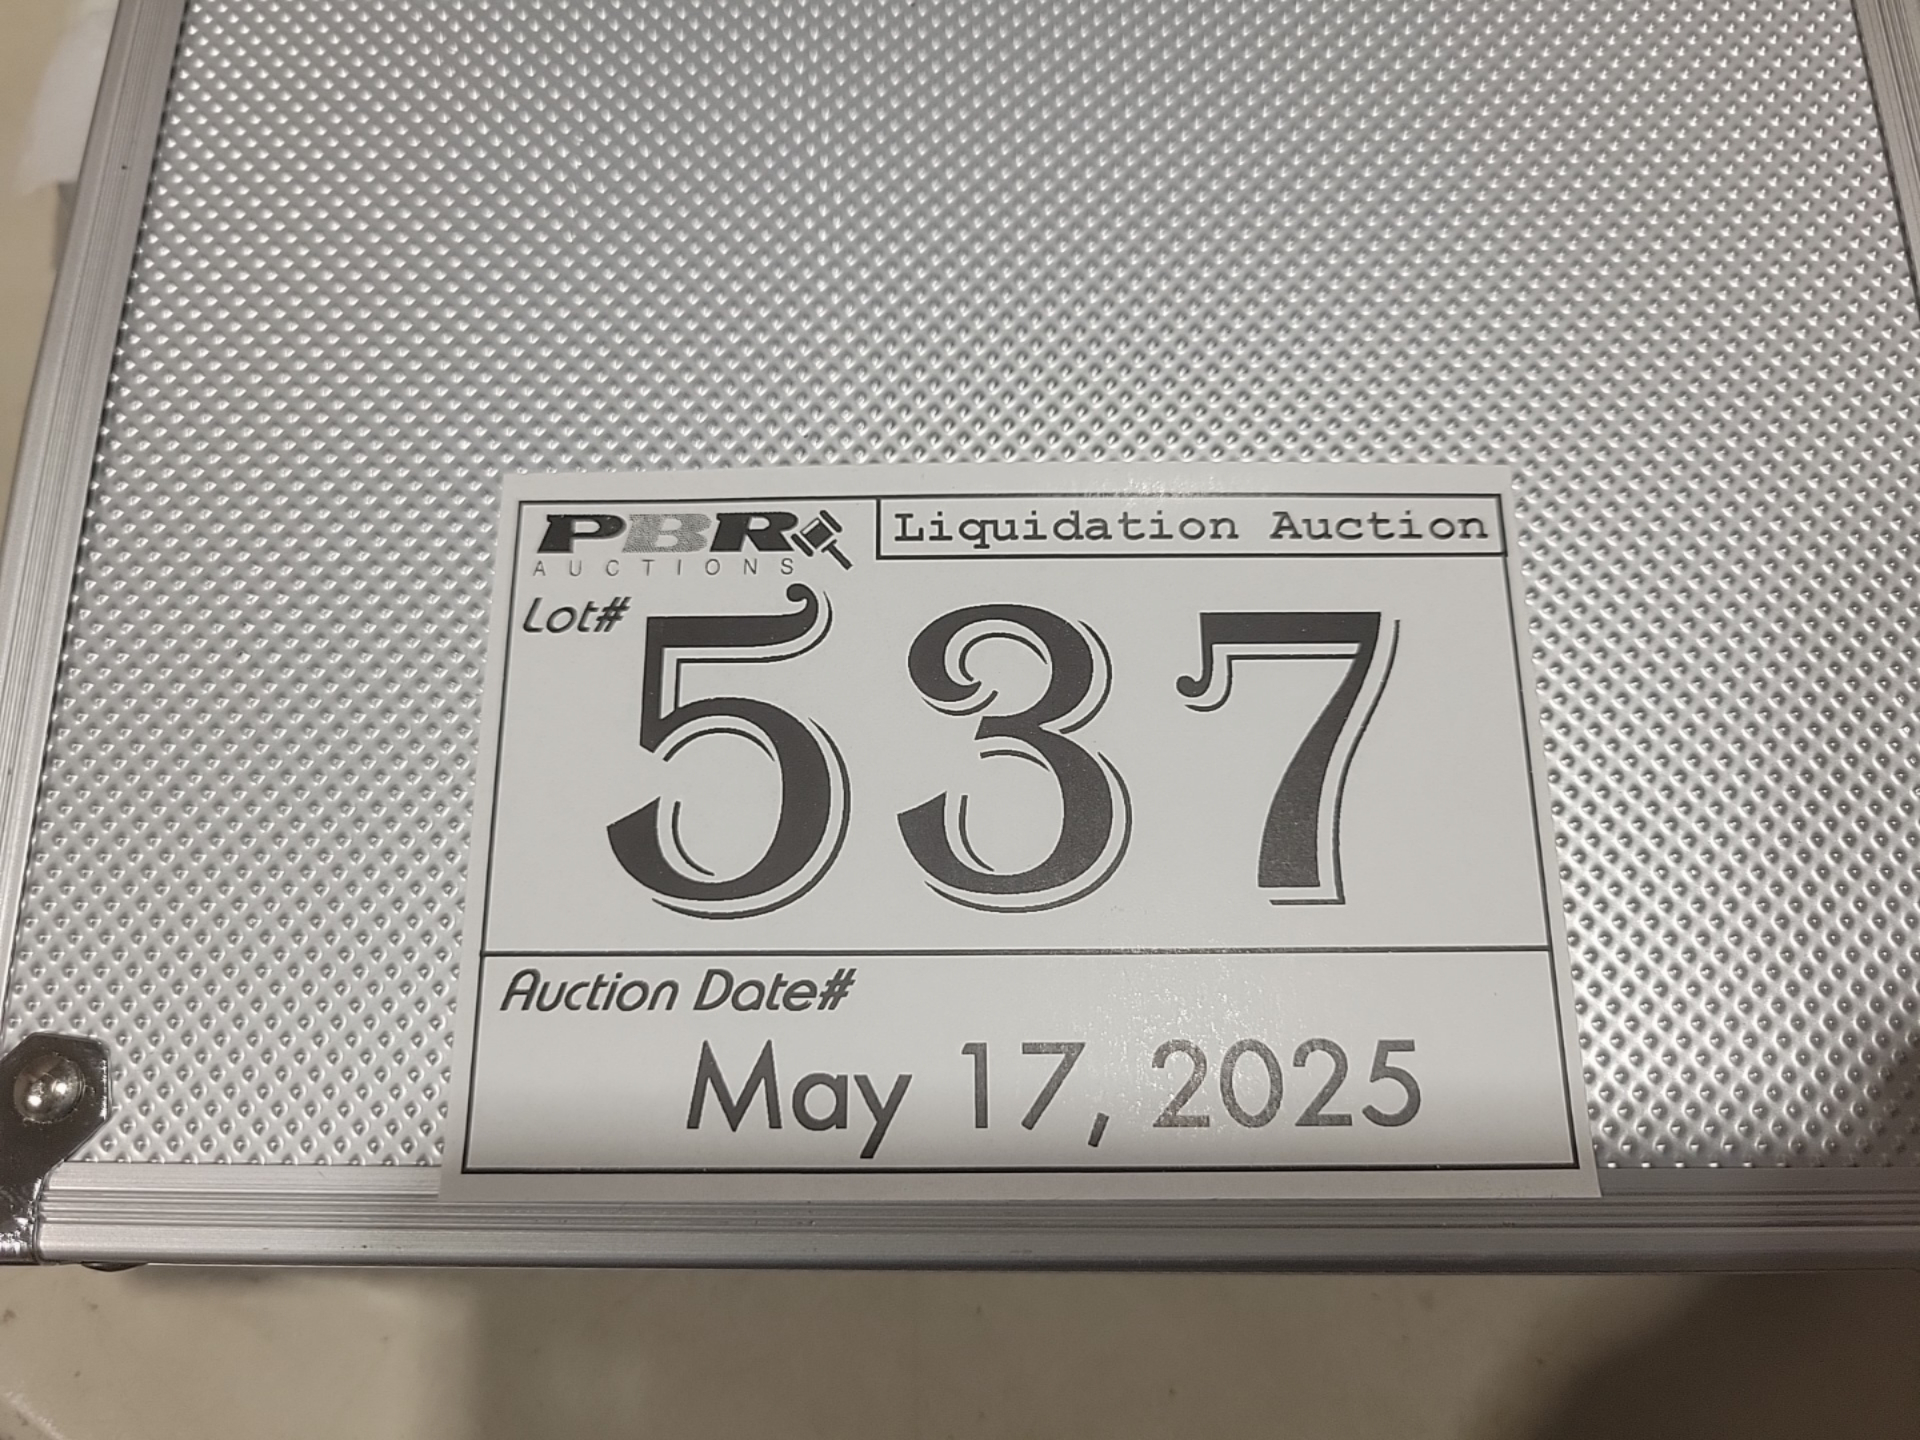 PBR
AUCTIONS
Liquidation Auction
Lot#
537
Auction Date#
May 17, 2025